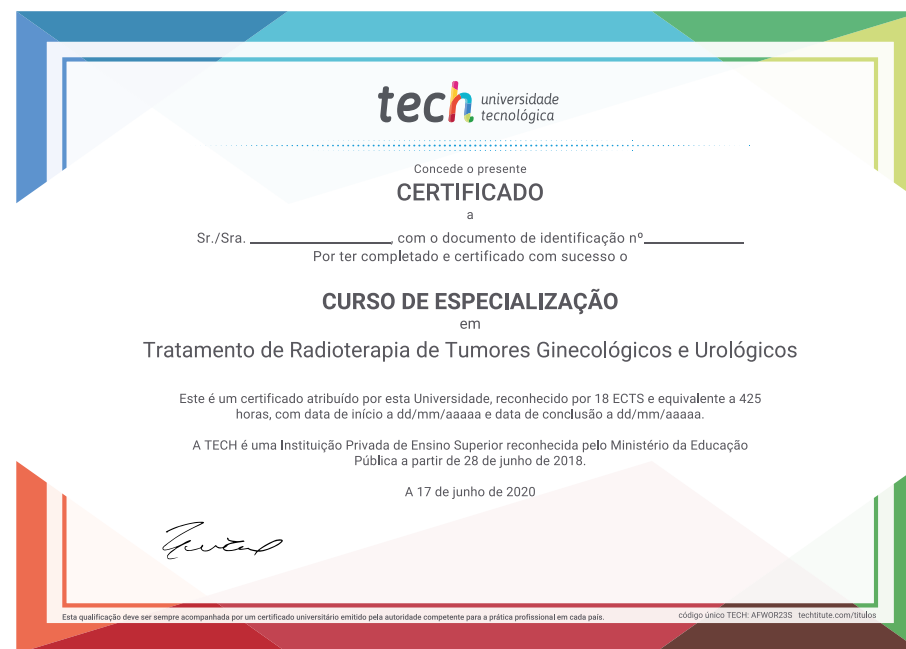 tech universidade
tecnológica
Concede o presente
CERTIFICADO
a
Sr./Sra. ____________, com o documento de identificação nº____________
Por ter completado e certificado com sucesso o
CURSO DE ESPECIALIZAÇÃO
em
Tratamento de Radioterapia de Tumores Ginecológicos e Urológicos
Este é um certificado atribuído por esta Universidade, reconhecido por 18 ECTS e equivalente a 425
horas, com data de início a dd/mm/aaaaa e data de conclusão a dd/mm/aaaaa.
A TECH é uma Instituição Privada de Ensino Superior reconhecida pelo Ministério da Educação
Pública a partir de 28 de junho de 2018.
A 17 de junho de 2020
Esta qualificação deve ser sempre acompanhada por um certificado universitário emitido pela autoridade competente para a prática profissional em cada país.
código único TECH: AFWOR23S techtitute.com/titulos